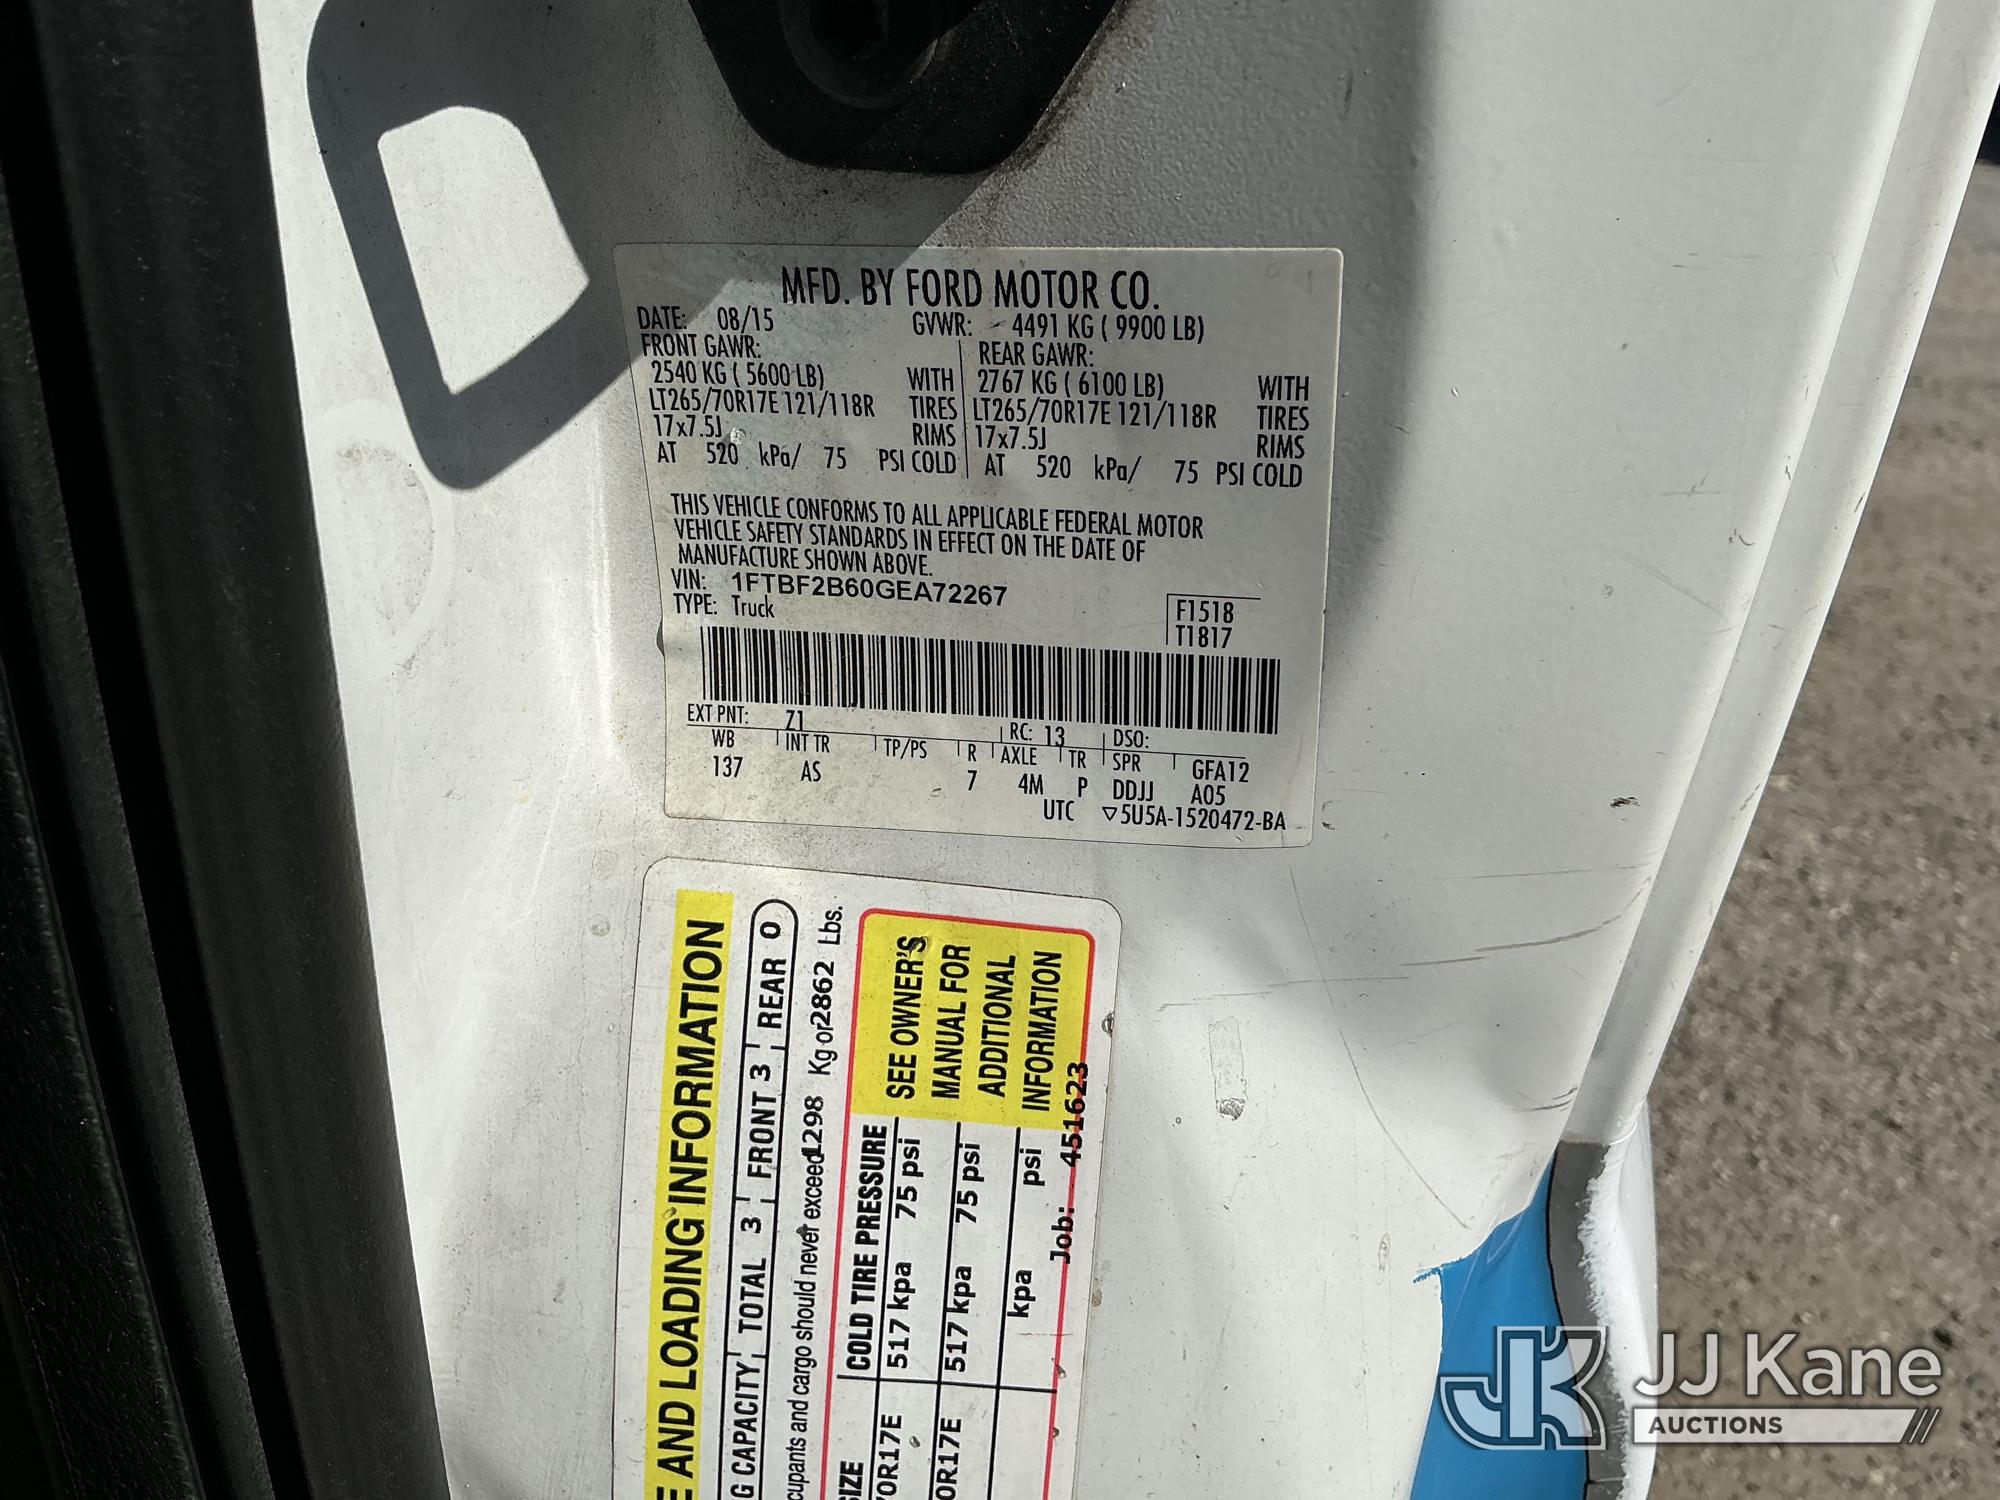 MFD. BY FORD MOTOR CO.
DATE: 08/15 GVWR: 4491 KG ( 9900 LB)
FRONT GAWR: REAR GAWR:
2540 KG ( 5600 LB) WITH 2767 KG ( 6100 LB) WITH
LT265/70R17E 121/118R TIRES LT265/70R17E 121/118R TIRES
17x7.5J RIMS 17x7.5J RIMS
AT 520 kPa/ 75 PSI COLD AT 520 kPa/ 75 PSI COLD
THIS VEHICLE CONFORMS TO ALL APPLICABLE FEDERAL MOTOR
VEHICLE SAFETY STANDARDS IN EFFECT ON THE DATE OF
MANUFACTURE SHOWN ABOVE.
VIN: 1FTBF2B60GEA72267
TYPE: Truck
F1518
T1817
EXT PNT: Z1 RC: 13 DSO:
WB INT TR TP/PS R AXLE TR SPR GFA12
137 AS 7 4M P DDJJ A05
UTC ▽5U5A-1520472-BA
E AND LOADING INFORMATION
G CAPACITY TOTAL 3 FRONT 3 REAR 0
cupants and cargo should never exceed 1298 Kg or 2862 Lbs.
SIZE COLD TIRE PRESSURE
70R17E 517 kpa 75 psi
0R17E 517 kpa 75 psi
kpa psi
SEE OWNER'S
MANUAL FOR
ADDITIONAL
INFORMATION
Job: 451623
JK
JJ Kane
AUCTIONS